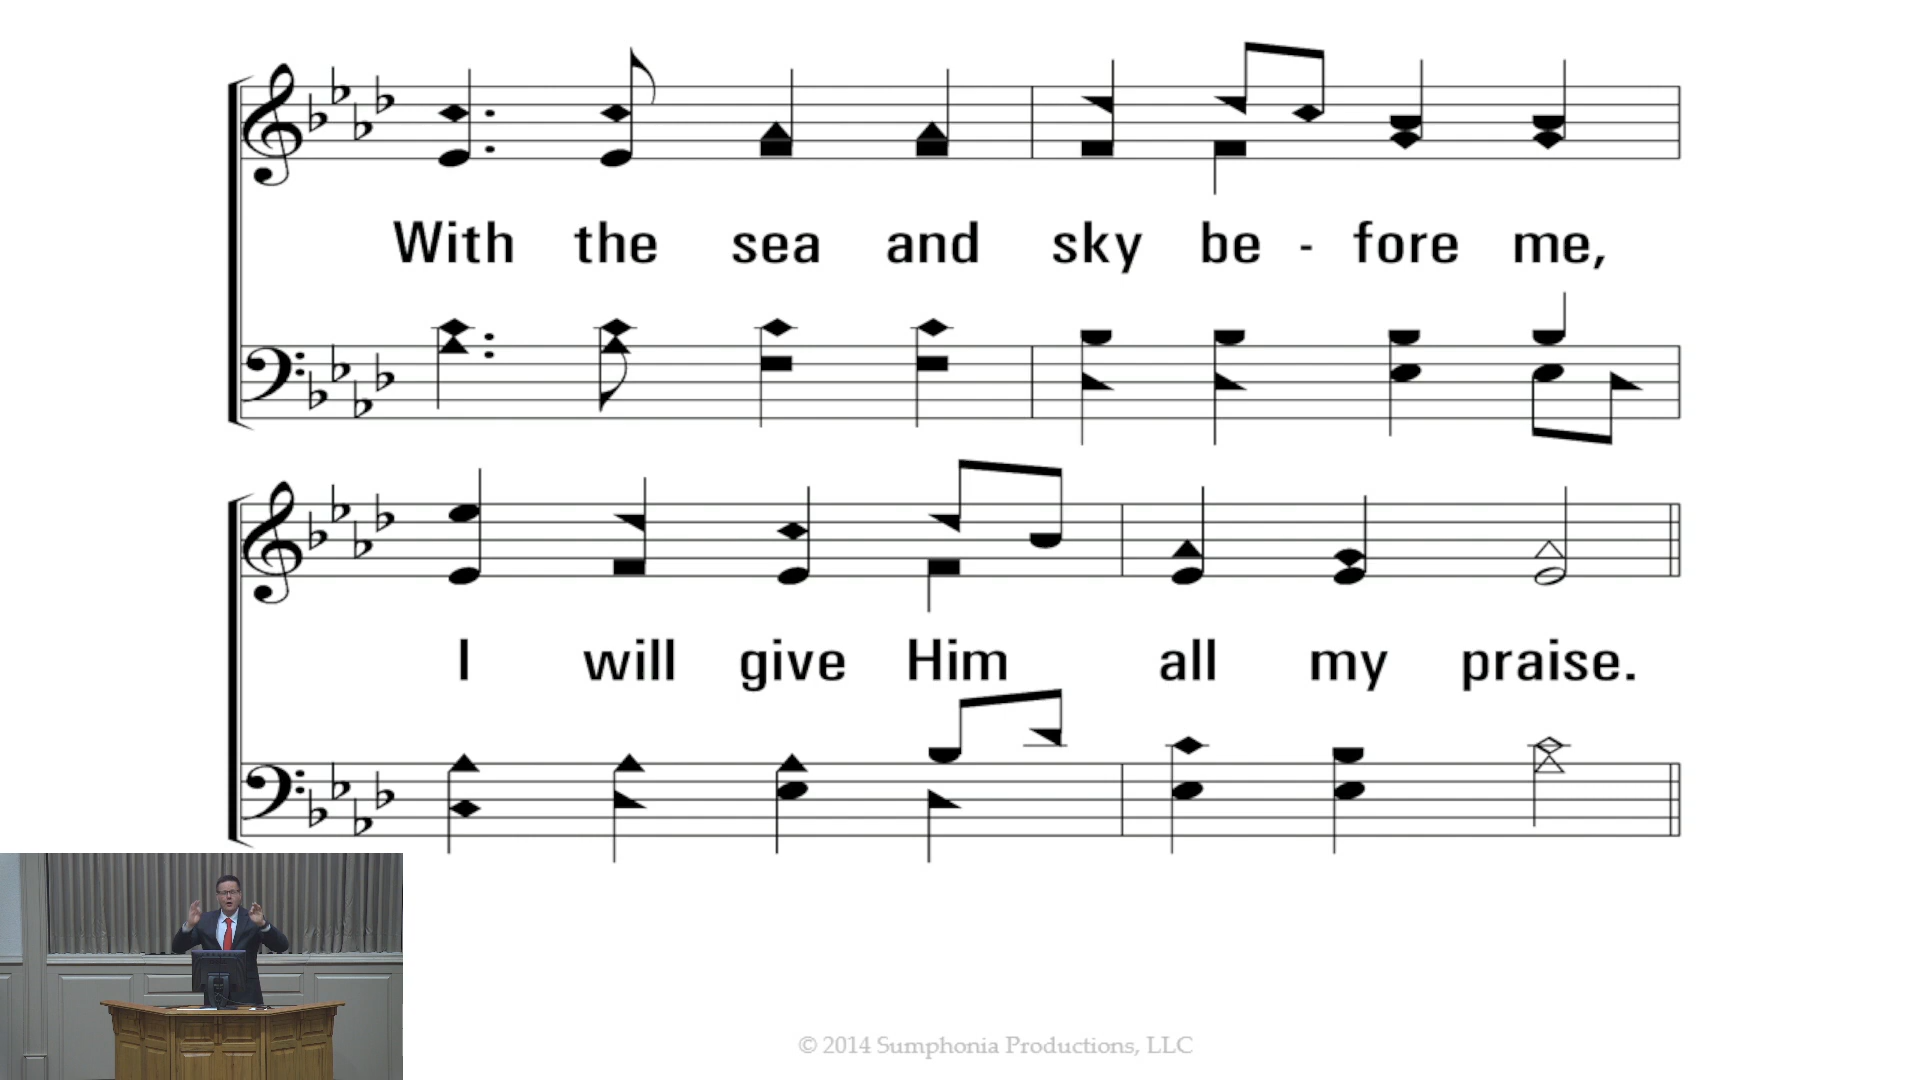 With the sea and sky be - fore me,
I will give Him all my praise.
© 2014 Sumphonia Productions, LLC